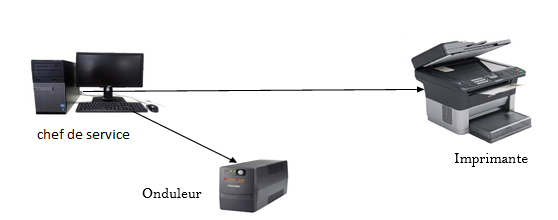 chef de service
Imprimante
Onduleur